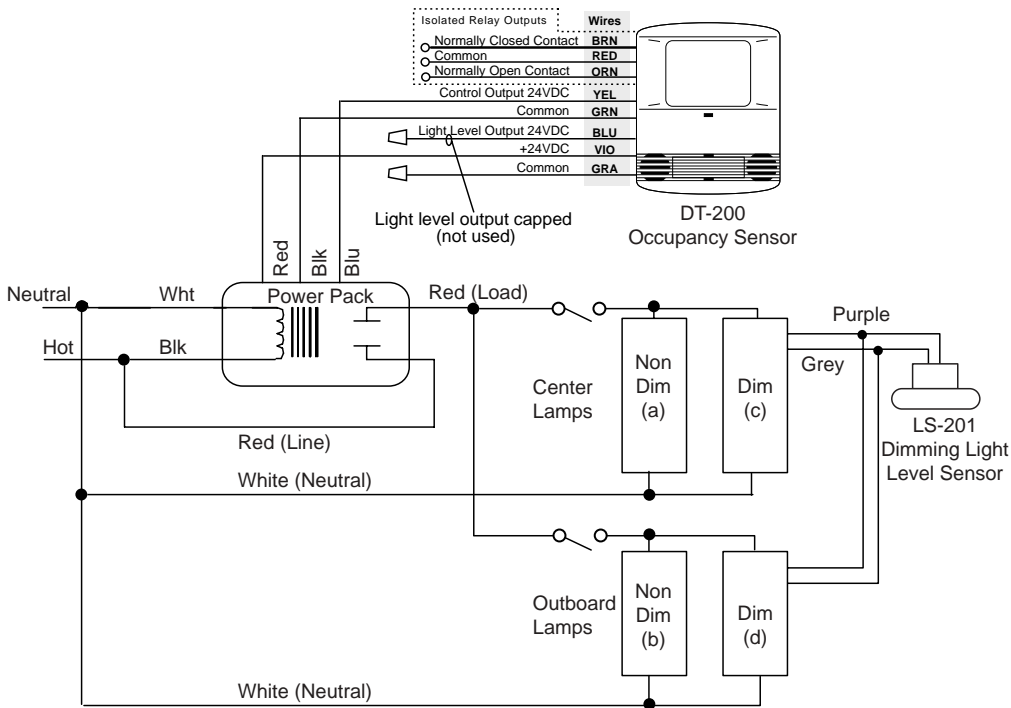 Isolated Relay Outputs Wires
Normally Closed Contact BRN
Common RED
Normally Open Contact ORN
Control Output 24VDC YEL
Common GRN
Light Level Output 24VDC BLU
+24VDC VIO
Common GRA
Light level output capped
(not used)
DT-200
Occupancy Sensor
Red
Blk
Blu
Neutral
Wht
Power Pack
Red (Load)
Hot
Blk
Red (Line)
White (Neutral)
Center
Lamps
Non
Dim
(a)
Dim
(c)
Purple
Grey
LS-201
Dimming Light
Level Sensor
Outboard
Lamps
Non
Dim
(b)
Dim
(d)
White (Neutral)